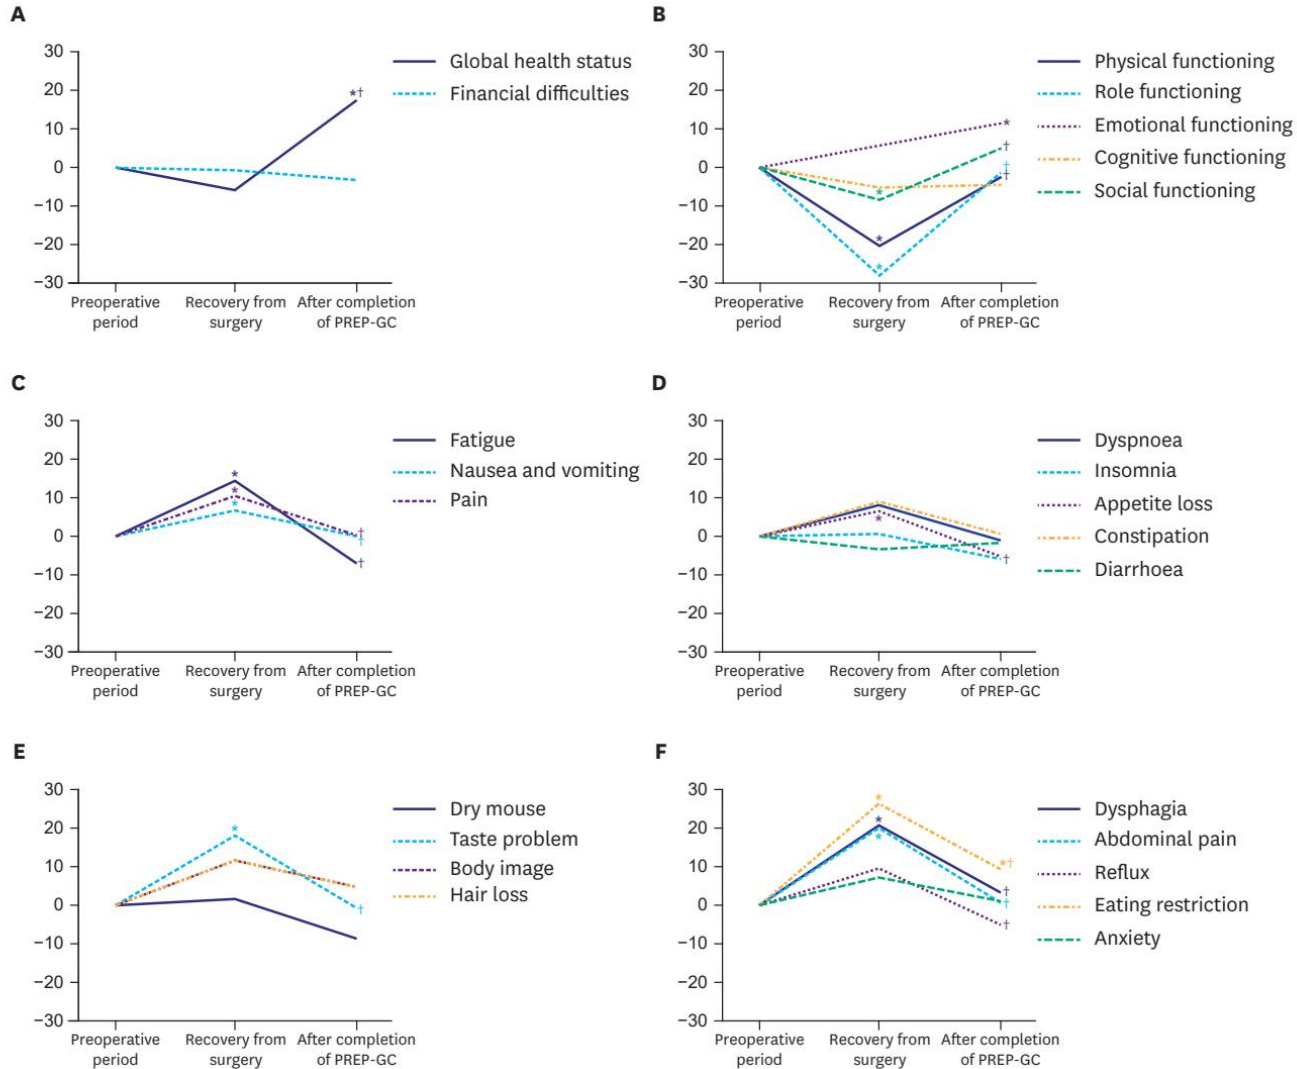 A
30
20
10
0
−10
−20
−30
*†
Preoperative period
Recovery from surgery
After completion of PREP-GC
Global health status
Financial difficulties
B
30
20
10
0
−10
−20
−30
*
†
*
‡
†
*
*
Preoperative period
Recovery from surgery
After completion of PREP-GC
Physical functioning
Role functioning
Emotional functioning
Cognitive functioning
Social functioning
C
30
20
10
0
−10
−20
−30
*
*
*
†
†
†
Preoperative period
Recovery from surgery
After completion of PREP-GC
Fatigue
Nausea and vomiting
Pain
D
30
20
10
0
−10
−20
−30
*
†
Preoperative period
Recovery from surgery
After completion of PREP-GC
Dyspnoea
Insomnia
Appetite loss
Constipation
Diarrhoea
E
30
20
10
0
−10
−20
−30
*
†
Preoperative period
Recovery from surgery
After completion of PREP-GC
Dry mouse
Taste problem
Body image
Hair loss
F
30
20
10
0
−10
−20
−30
*
*
*
*†
†
†
†
Preoperative period
Recovery from surgery
After completion of PREP-GC
Dysphagia
Abdominal pain
Reflux
Eating restriction
Anxiety